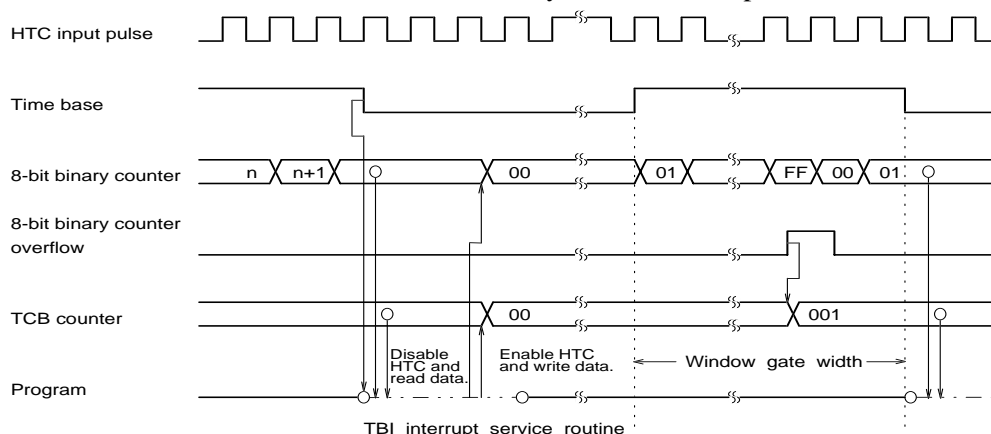 HTC input pulse
Time base
8-bit binary counter
n n+1 00 01 FF 00 01
8-bit binary counter
overflow
TCB counter
00 001
Disable
HTC and
read data.
Enable HTC
and write data.
Window gate width
Program
TBI interrupt service routine